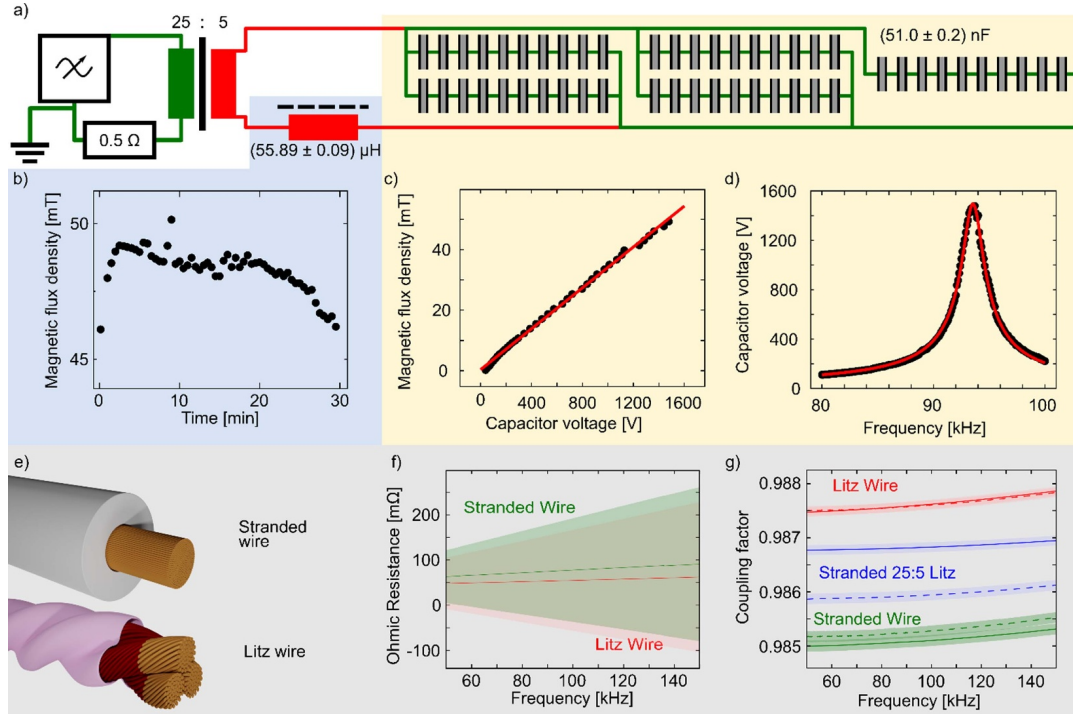 a)
25 : 5
(51.0 ± 0.2) nF
0.5 Ω
(55.89 ± 0.09) µH
b)
50
45
Magnetic flux density [mT]
0 10 20 30
Time [min]
c)
40
20
0
Magnetic flux density [mT]
0 400 800 1200 1600
Capacitor voltage [V]
d)
1600
1200
800
400
0
Capacitor voltage [V]
80 90 100
Frequency [kHz]
e)
Stranded
wire
Litz wire
f)
200
100
0
-100
Ohmic Resistance [mΩ]
Stranded Wire
Litz Wire
60 80 100 120 140
Frequency [kHz]
g)
0.988
0.987
0.986
0.985
Coupling factor
Litz Wire
Stranded 25:5 Litz
Stranded Wire
60 80 100 120 140
Frequency [kHz]